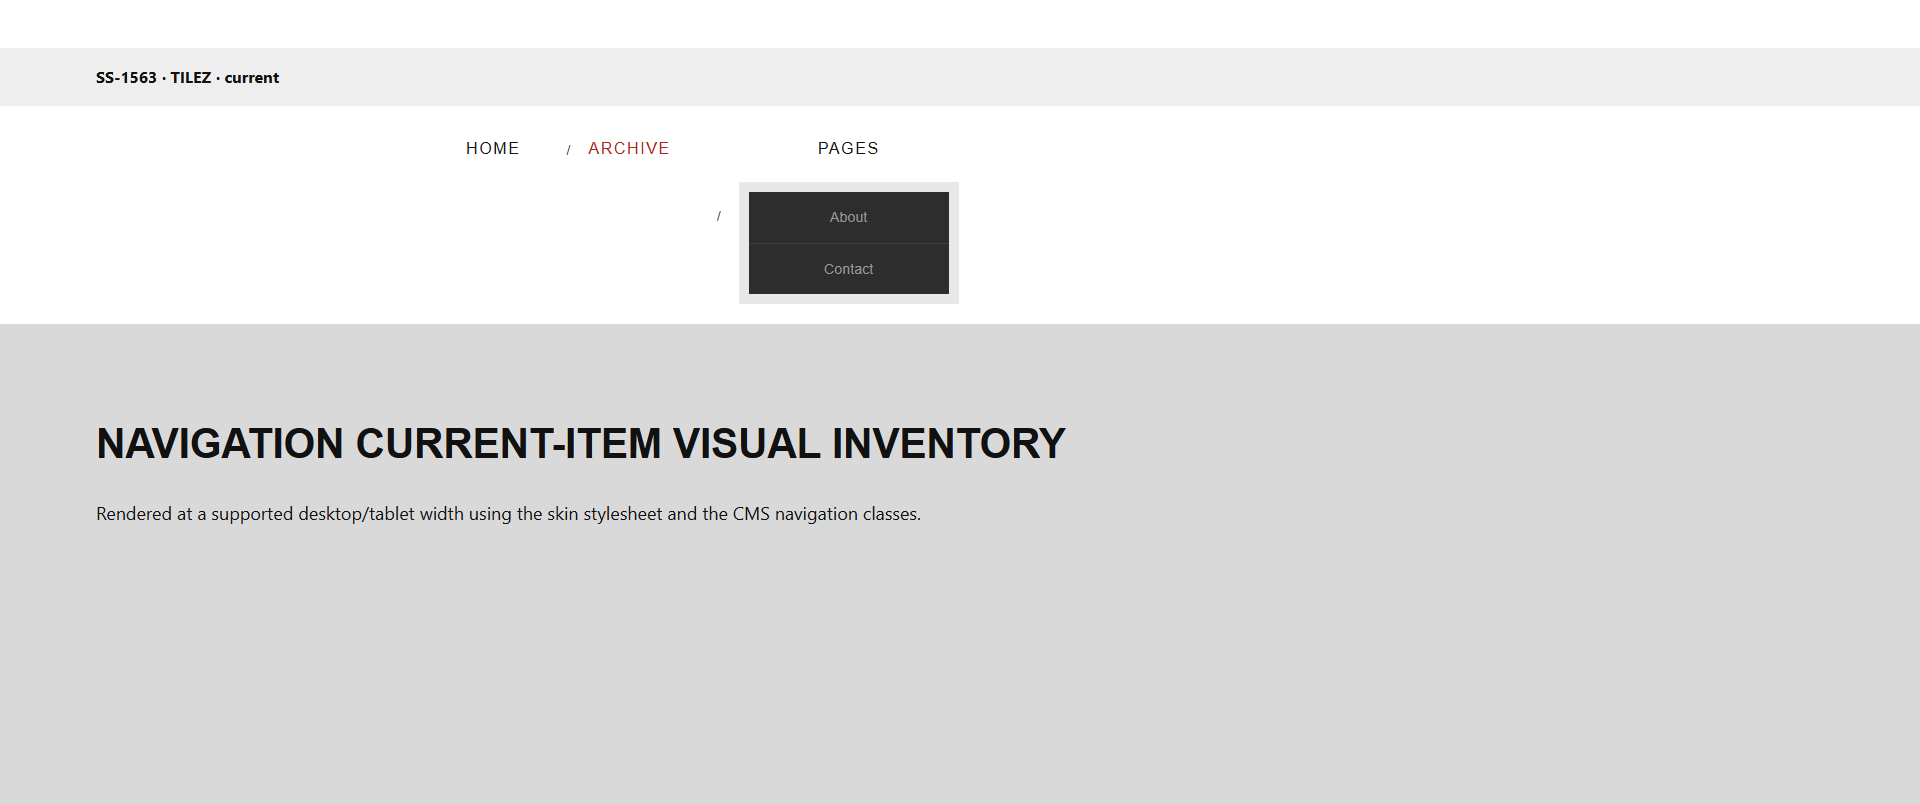 SS-1563 · TILEZ · current
HOME / ARCHIVE PAGES
/ About
Contact
NAVIGATION CURRENT-ITEM VISUAL INVENTORY
Rendered at a supported desktop/tablet width using the skin stylesheet and the CMS navigation classes.